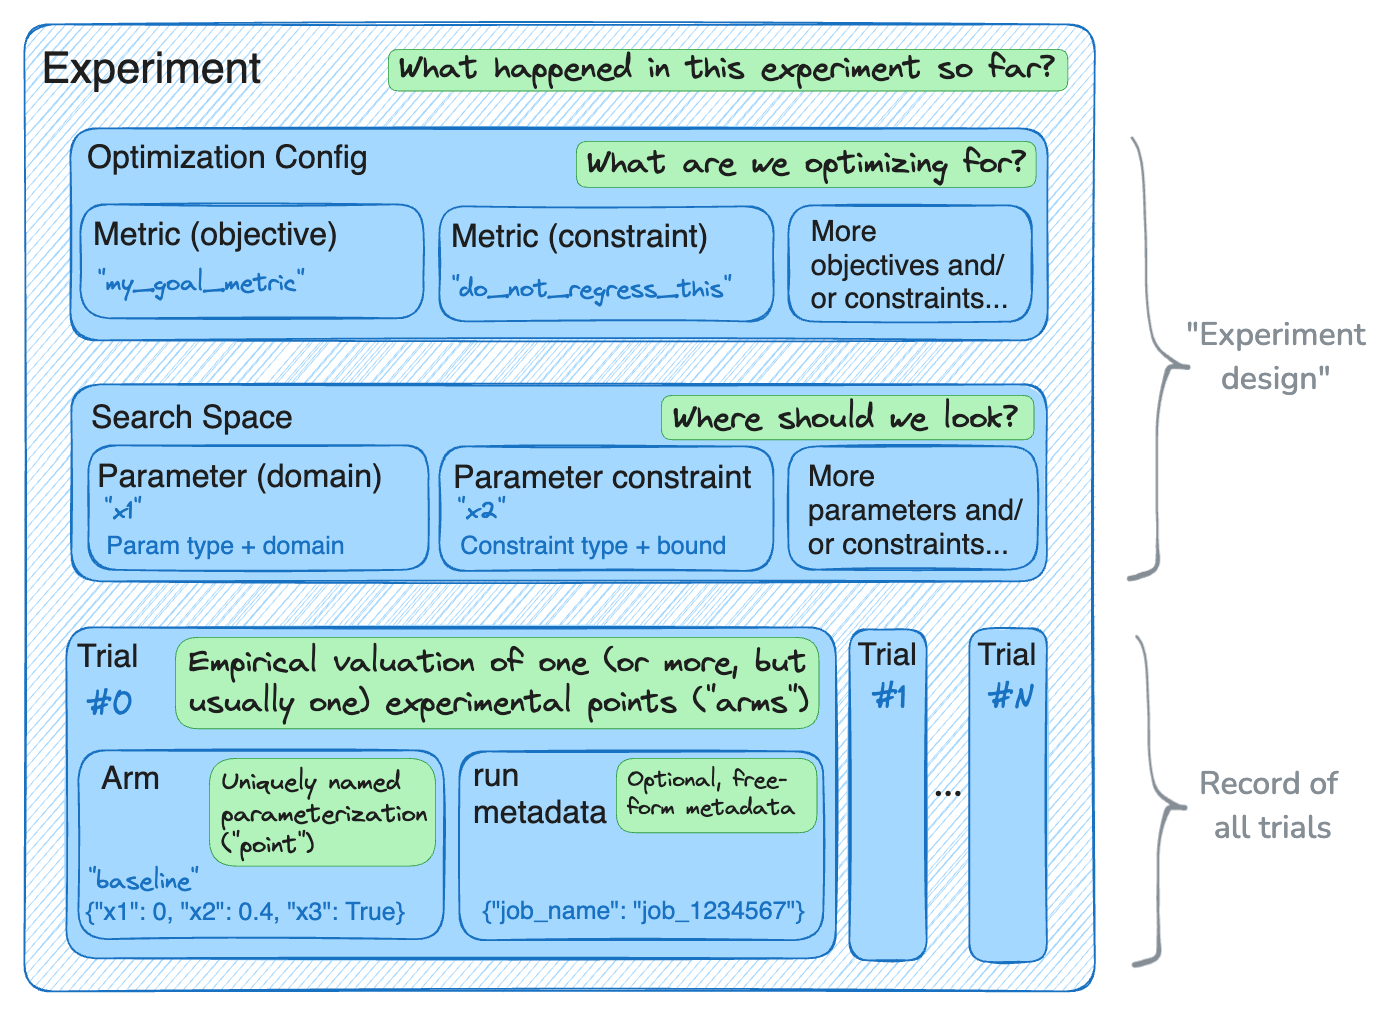 Experiment
What happened in this experiment so far?
Optimization Config
What are we optimizing for?
Metric (objective)
"my_goal_metric"
Metric (constraint)
"do_not_regress_this"
More
objectives and/
or constraints...
"Experiment
design"
Search Space
Where should we look?
Parameter (domain)
"x1"
Param type + domain
Parameter constraint
"x2"
Constraint type + bound
More
parameters and/
or constraints...
Trial
#0
Empirical valuation of one (or more, but
usually one) experimental points ("arms")
Arm
Uniquely named
parameterization
("point")
"baseline"
{"x1": 0, "x2": 0.4, "x3": True}
run
metadata
Optional, free-
form metadata
{"job_name": "job_1234567"}
Trial
#1
...
Trial
#N
Record of
all trials